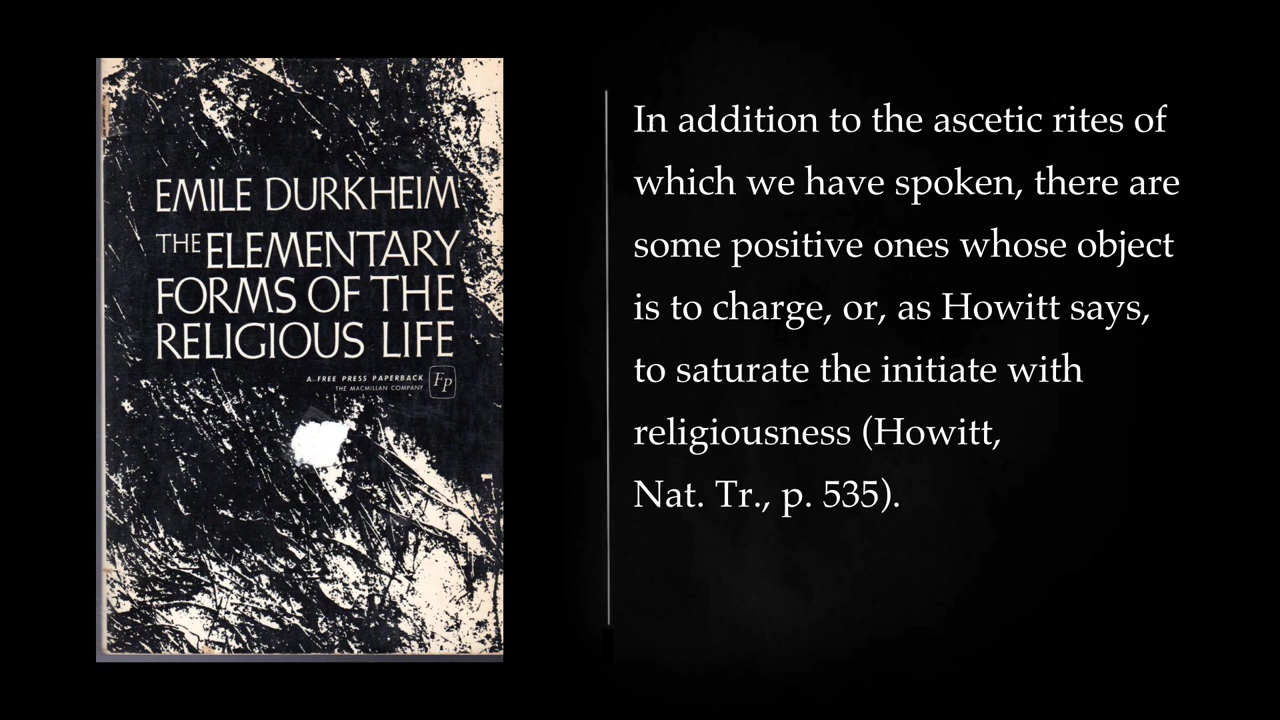 EMILE DURKHEIM
THE ELEMENTARY
FORMS OF THE
RELIGIOUS LIFE
A FREE PRESS PAPERBACK
THE MACMILLAN COMPANY
FP
In addition to the ascetic rites of
which we have spoken, there are
some positive ones whose object
is to charge, or, as Howitt says,
to saturate the initiate with
religiousness (Howitt,
Nat. Tr., p. 535).